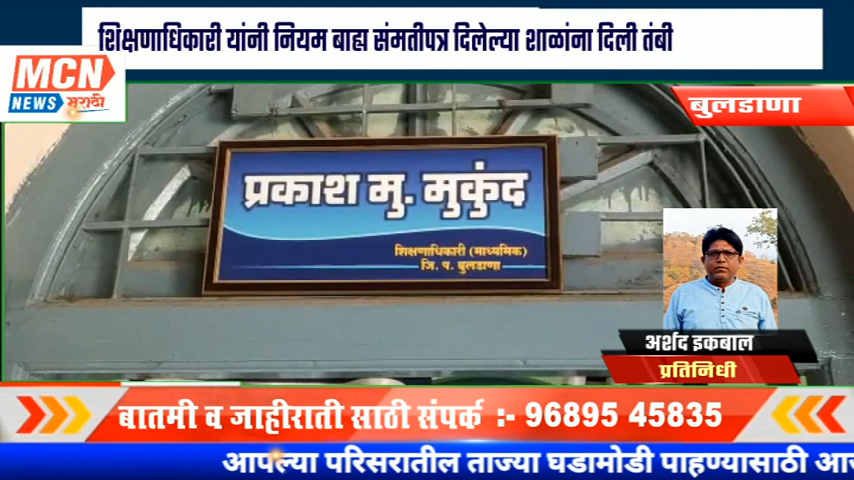 शिक्षणाधिकारी यांनी नियम बाह्य संमतीपत्र दिलेल्या शाळांना दिली तंबी
MCN
NEWS मराठी
बुलडाणा
प्रकाश मु. मुकुंद
शिक्षणाधिकारी (माध्यमिक)
जि. प. बुलडाणा
अर्शद इकबाल
प्रतिनिधी
बातमी व जाहीराती साठी संपर्क :- 96895 45835
आपल्या परिसरातील ताज्या घडामोडी पाहण्यासाठी